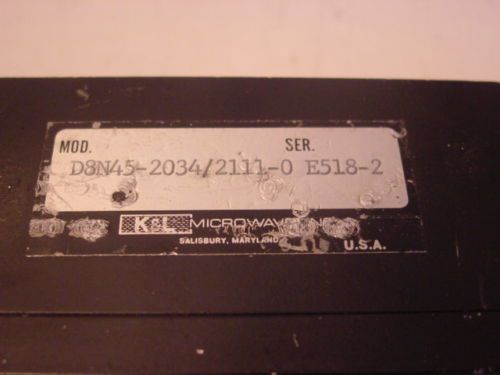 MOD. SER.
D8N45-2034/2111-0 E518-2
K&L MICROWAVE
SALISBURY, MARYLAND
U.S.A.